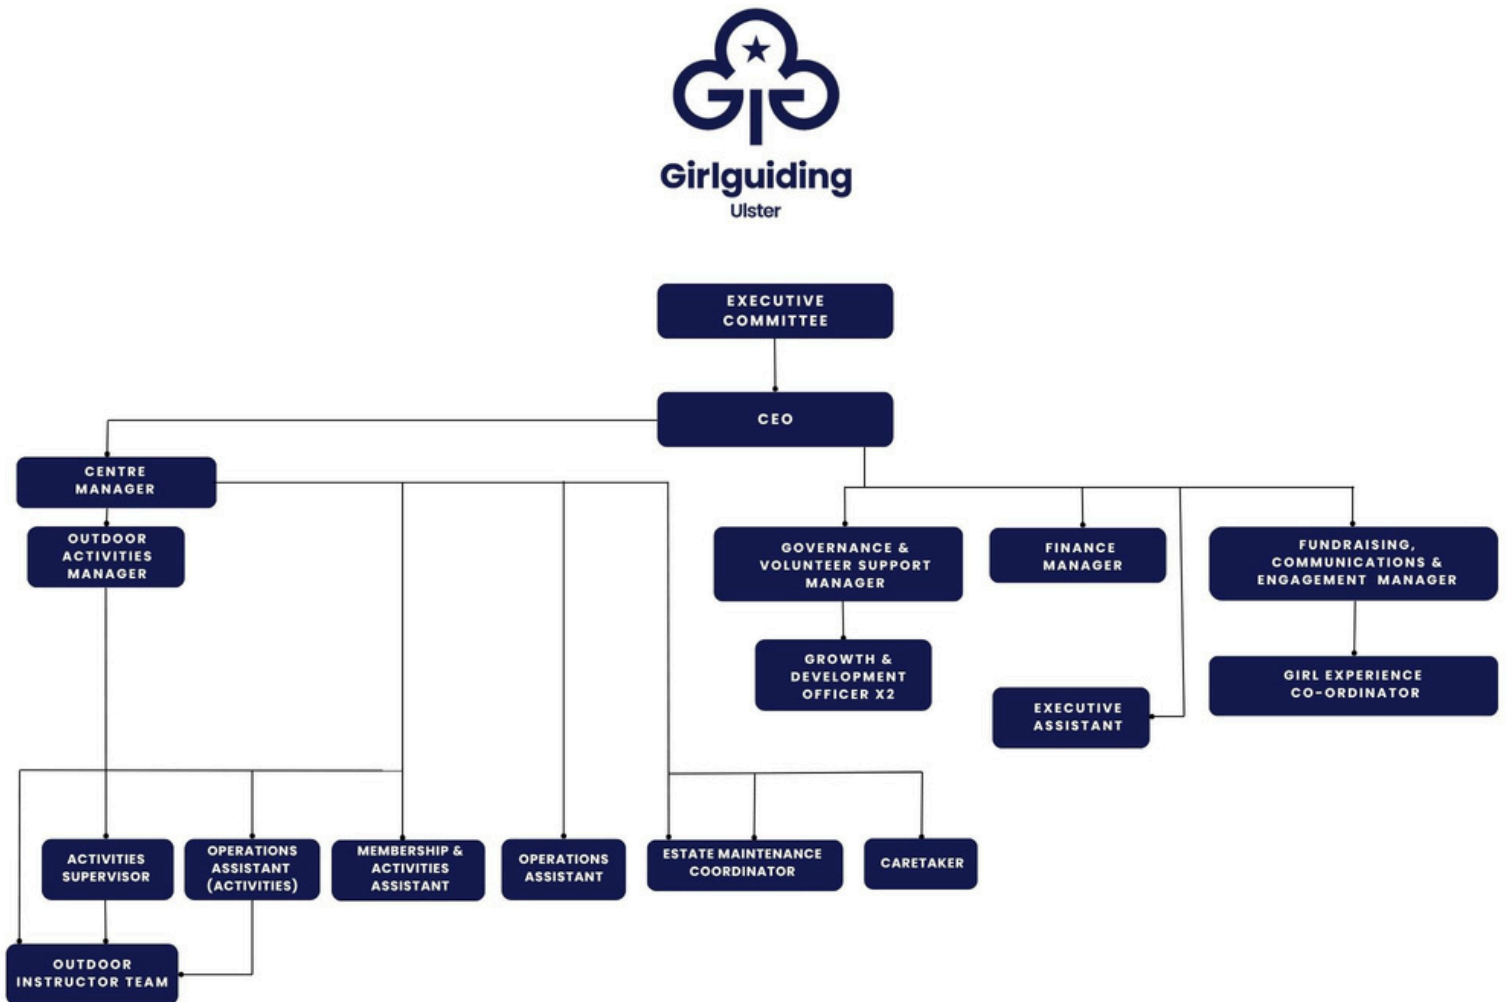 Girlguiding
Ulster
EXECUTIVE
COMMITTEE
CEO
CENTRE
MANAGER
OUTDOOR
ACTIVITIES
MANAGER
GOVERNANCE &
VOLUNTEER SUPPORT
MANAGER
FINANCE
MANAGER
FUNDRAISING,
COMMUNICATIONS &
ENGAGEMENT MANAGER
GROWTH &
DEVELOPMENT
OFFICER X2
EXECUTIVE
ASSISTANT
GIRL EXPERIENCE
CO-ORDINATOR
ACTIVITIES
SUPERVISOR
OPERATIONS
ASSISTANT
(ACTIVITIES)
MEMBERSHIP &
ACTIVITIES
ASSISTANT
OPERATIONS
ASSISTANT
ESTATE MAINTENANCE
COORDINATOR
CARETAKER
OUTDOOR
INSTRUCTOR TEAM